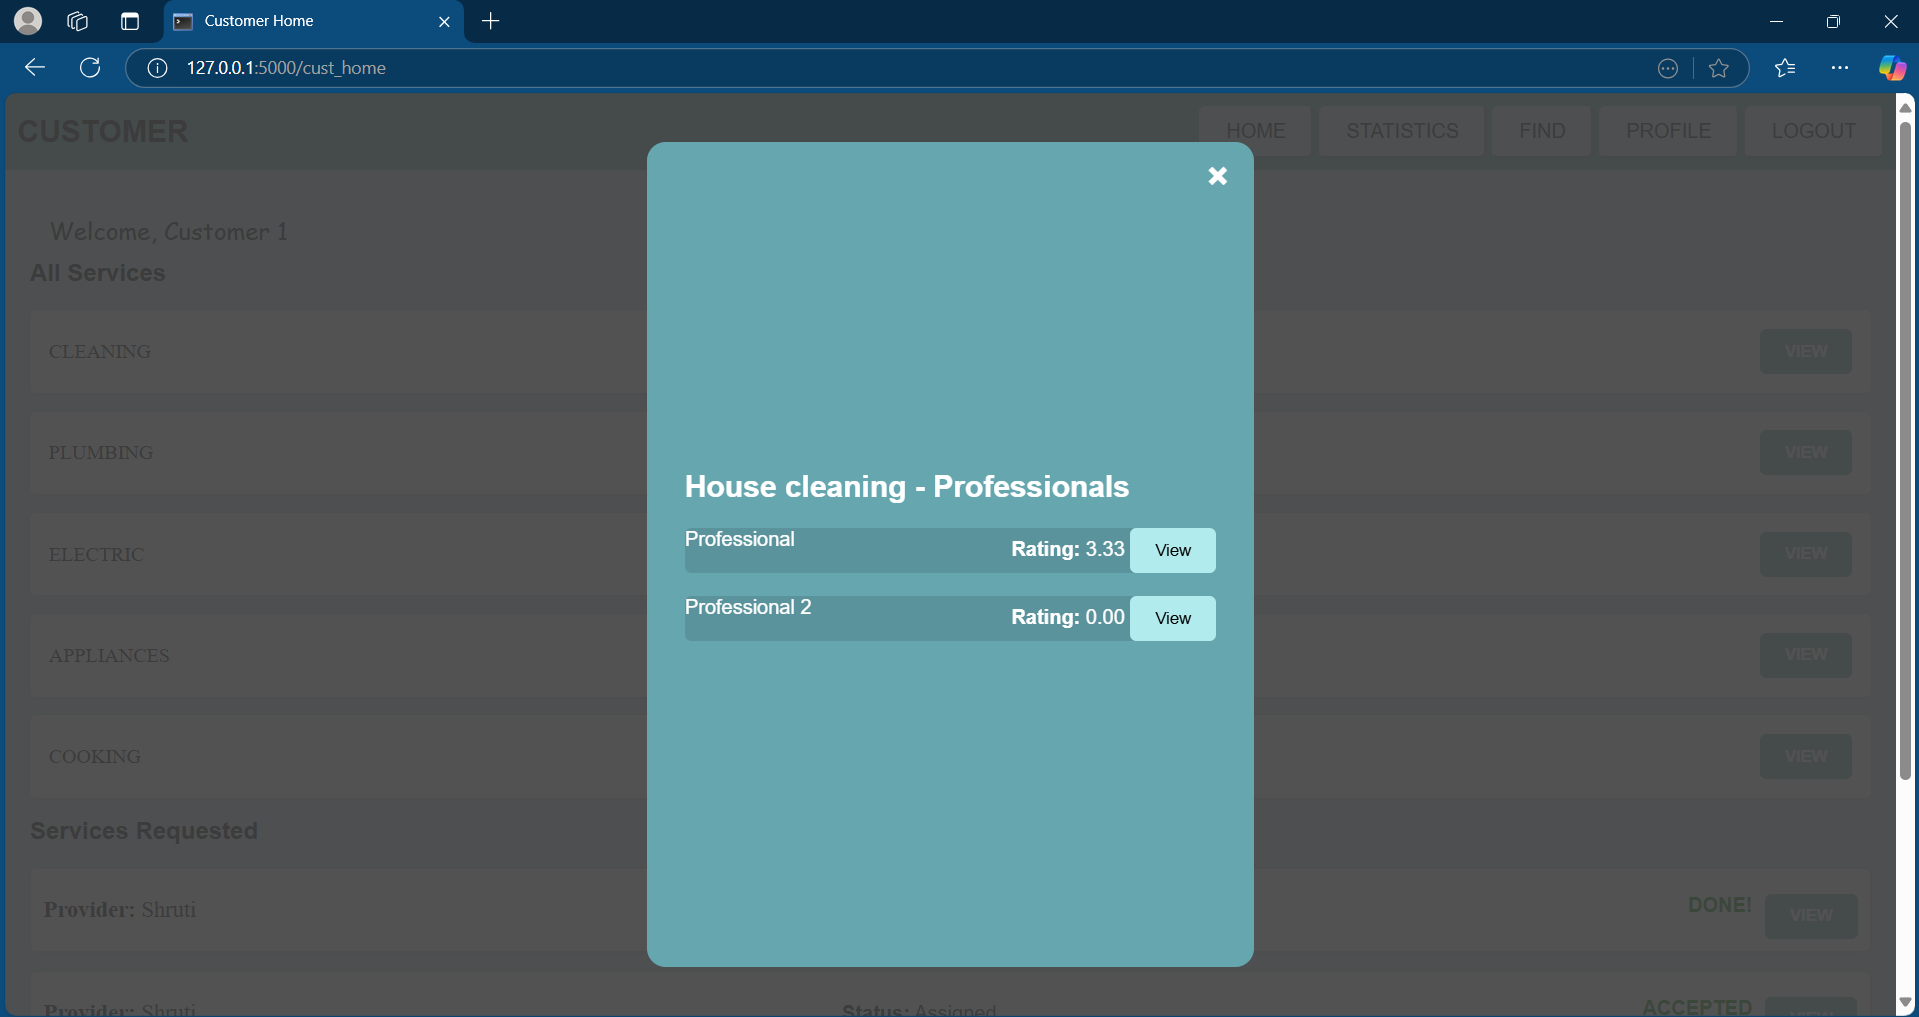 Customer Home
127.0.0.1:5000/cust_home
CUSTOMER
HOME STATISTICS FIND PROFILE LOGOUT
Welcome, Customer 1
All Services
CLEANING VIEW
PLUMBING VIEW
ELECTRIC VIEW
APPLIANCES VIEW
COOKING VIEW
Services Requested
Provider: Shruti DONE! VIEW
Provider: Shruti Status: Assigned ACCEPTED VIEW
House cleaning - Professionals
Professional Rating: 3.33 View
Professional 2 Rating: 0.00 View